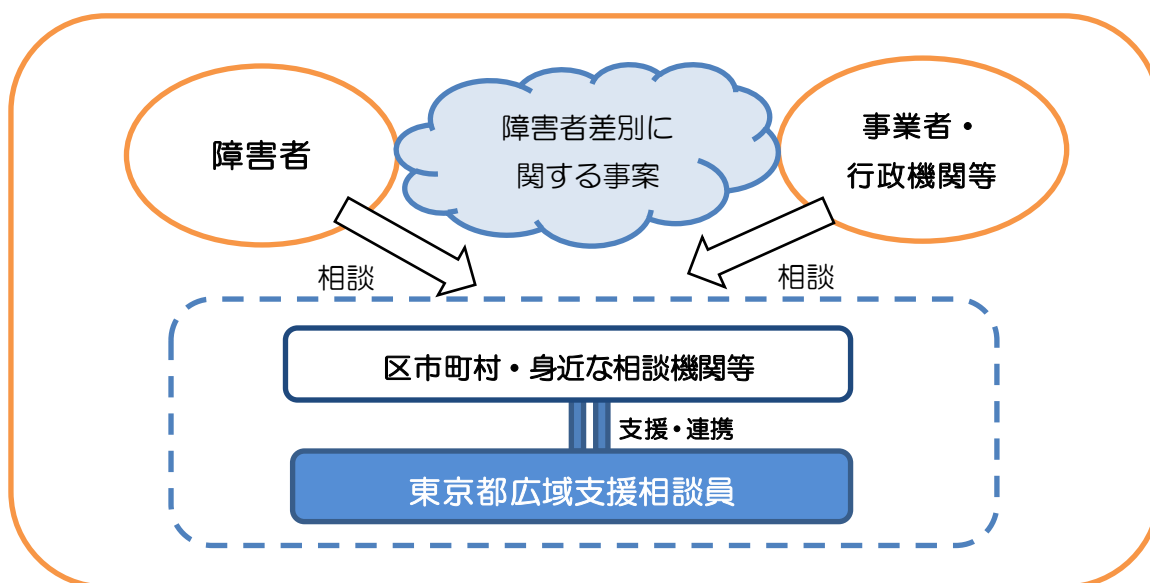 障害者
障害者差別に
関する事案
事業者・
行政機関等
相談
相談
区市町村・身近な相談機関等
支援・連携
東京都広域支援相談員